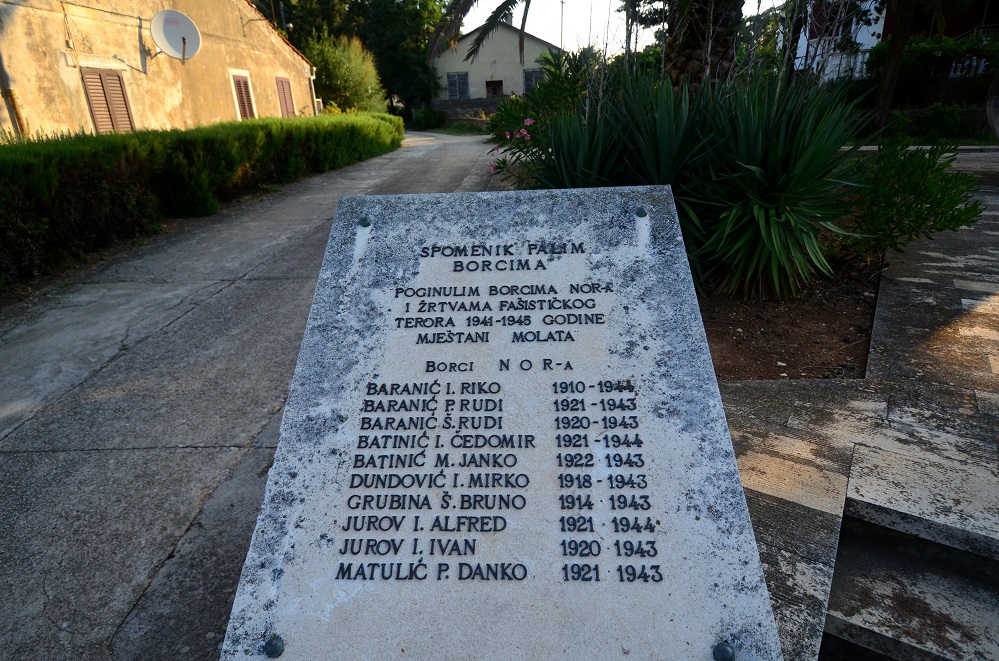 SPOMENIK PALIM
BORCIMA
POGINULIM BORCIMA NOR-A
I ŽRTVAMA FAŠISTIČKOG
TERORA 1941-1945 GODINE
MJEŠTANI MOLATA
BORCI NOR-A
BARANIĆ I. RIKO 1910-1944
BARANIĆ P. RUDI 1921-1943
BARANIĆ Š. RUDI 1920-1943
BATINIĆ I. ČEDOMIR 1921-1944
BATINIĆ M. JANKO 1922-1943
DUNDOVIĆ I. MIRKO 1918-1943
GRUBINA Š. BRUNO 1914-1943
JUROV I. ALFRED 1921-1944
JUROV I. IVAN 1920 1943
MATULIĆ P. DANKO 1921 1943